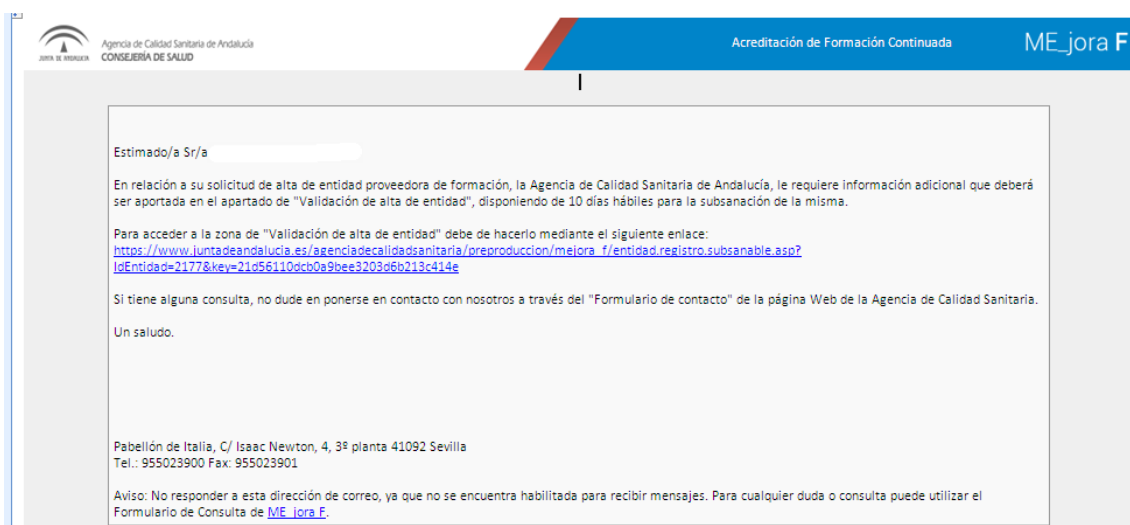 Agencia de Calidad Sanitaria de Andalucía
JUNTA DE ANDALUCIA
CONSEJERÍA DE SALUD
Acreditación de Formación Continuada
ME_jora F
Estimado/a Sr/a
En relación a su solicitud de alta de entidad proveedora de formación, la Agencia de Calidad Sanitaria de Andalucía, le requiere información adicional que deberá
ser aportada en el apartado de "Validación de alta de entidad", disponiendo de 10 días hábiles para la subsanación de la misma.
Para acceder a la zona de "Validación de alta de entidad" debe de hacerlo mediante el siguiente enlace:
https://www.juntadeandalucia.es/agenciadecalidadsanitaria/preproduccion/mejora_f/entidad.registro.subsanable.asp?
IdEntidad=2177&key=21d56110dcb0a9bee3203d6b213c414e
Si tiene alguna consulta, no dude en ponerse en contacto con nosotros a través del "Formulario de contacto" de la página Web de la Agencia de Calidad Sanitaria.
Un saludo.
Pabellón de Italia, C/ Isaac Newton, 4, 3º planta 41092 Sevilla
Tel.: 955023900 Fax: 955023901
Aviso: No responder a esta dirección de correo, ya que no se encuentra habilitada para recibir mensajes. Para cualquier duda o consulta puede utilizar el
Formulario de Consulta de ME_jora F.